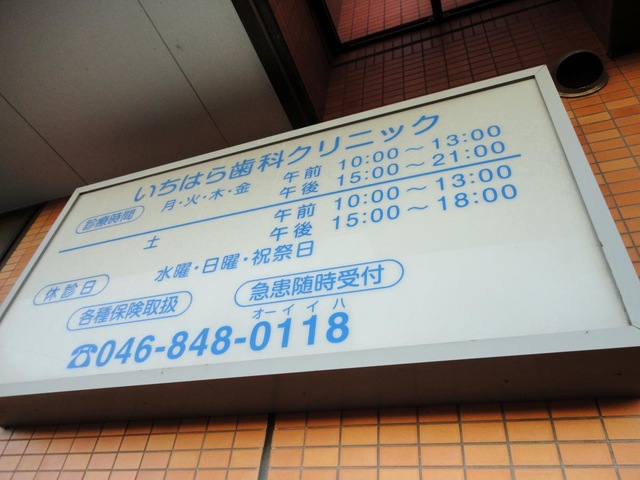 いちはら歯科クリニック
診療時間 月・火・木・金 午前 10:00～13:00
午後 15:00～21:00
土 午前 10:00～13:00
午後 15:00～18:00
休診日 水曜・日曜・祝祭日
各種保険取扱 急患随時受付
オーイイハ
☎046-848-0118